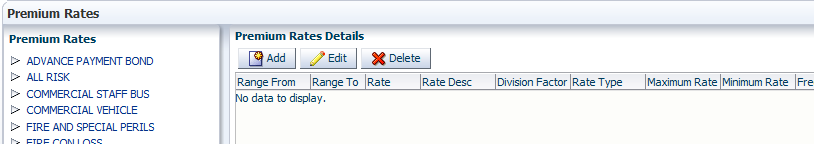 Premium Rates
Premium Rates
ADVANCE PAYMENT BOND
ALL RISK
COMMERCIAL STAFF BUS
COMMERCIAL VEHICLE
FIRE AND SPECIAL PERILS
FIRE CON LOSS
Premium Rates Details
Add Edit Delete
Range From Range To Rate Rate Desc Division Factor Rate Type Maximum Rate Minimum Rate Fre
No data to display.